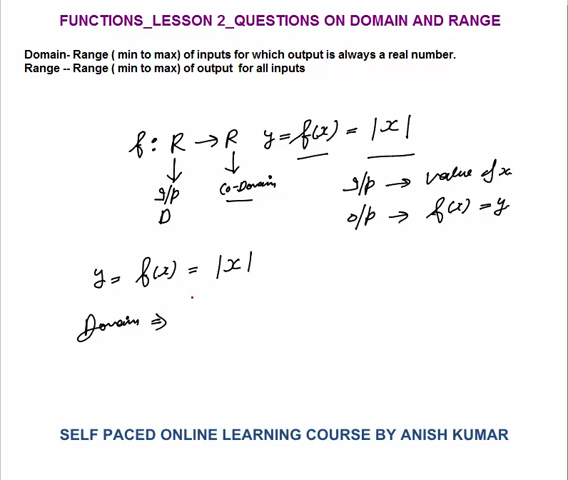 FUNCTIONS_LESSON 2_QUESTIONS ON DOMAIN AND RANGE
Domain- Range ( min to max) of inputs for which output is always a real number.
Range -- Range ( min to max) of output for all inputs
f: R → R y = f(x) = |x|
↓ ↓
I/p Co-Domain
D
I/p → value of x
o/p → f(x) = y
y = f(x) = |x|
Domain ⇒
SELF PACED ONLINE LEARNING COURSE BY ANISH KUMAR